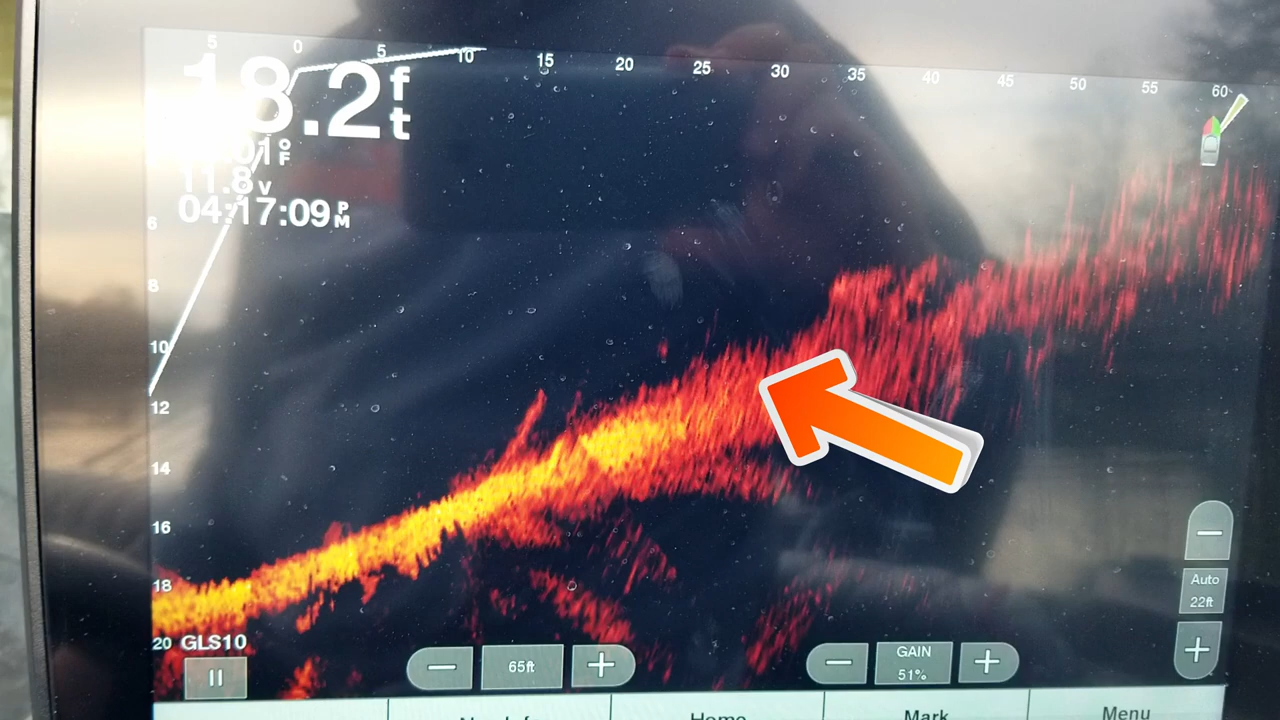 5 0 5 10 15 20 25 30 35 40 45 50 55 60
18.2 ft
°F
11.8 V
04:17:09 PM
6
8
10
12
14
16
18
20
GLS10
65ft
GAIN
51%
Auto
22ft
Home
Mark
Menu